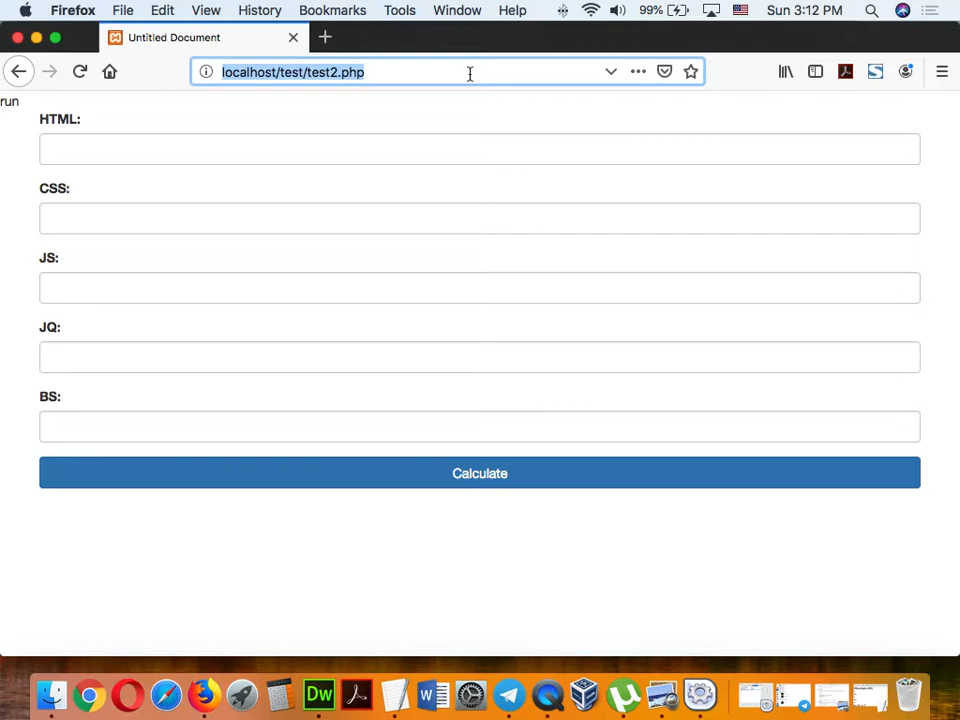 Firefox File Edit View History Bookmarks Tools Window Help 99% Sun 3:12 PM
Untitled Document
localhost/test/test2.php
run
HTML:
CSS:
JS:
JQ:
BS:
Calculate
Dw